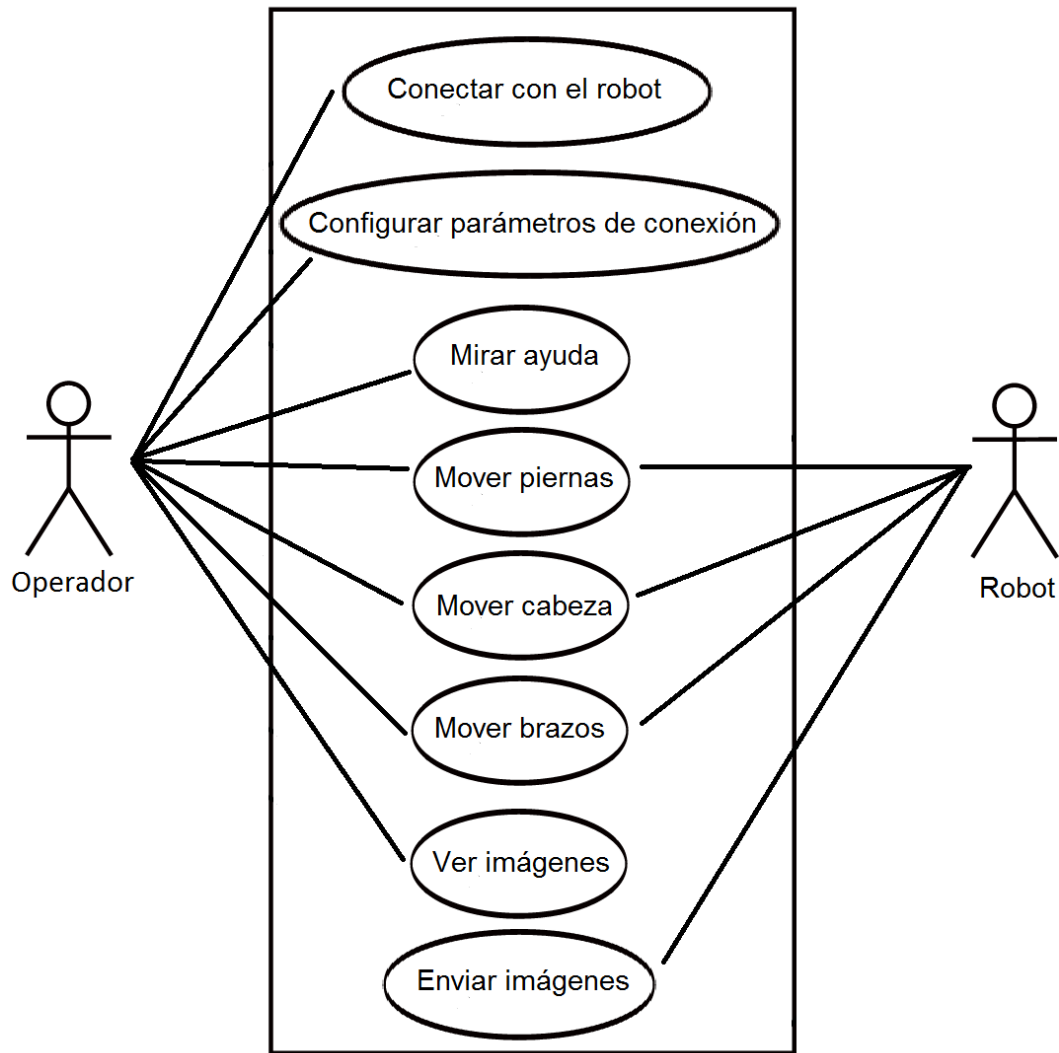 Conectar con el robot
Configurar parámetros de conexión
Mirar ayuda
Mover piernas
Operador
Robot
Mover cabeza
Mover brazos
Ver imágenes
Enviar imágenes